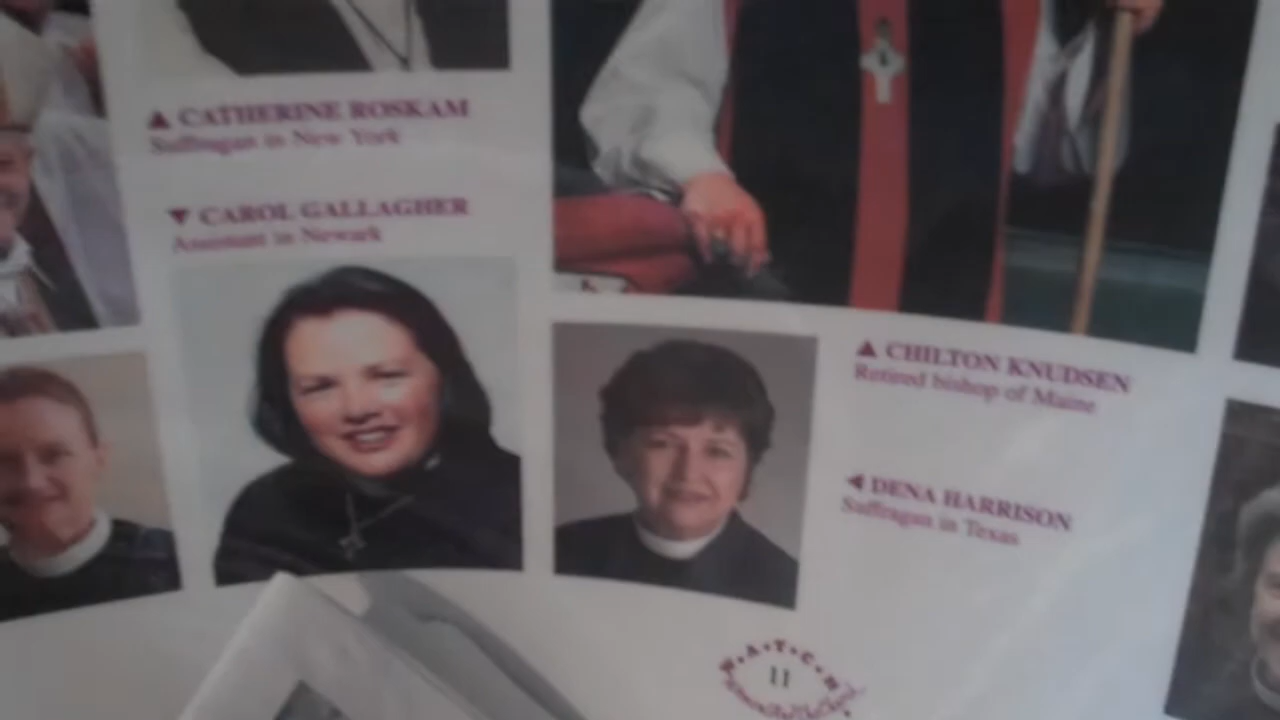 ▲ CATHERINE ROSKAM
Suffragan in New York
▼ CAROL GALLAGHER
Assistant in Newark
▲ CHILTON KNUDSEN
Retired bishop of Maine
◀ DENA HARRISON
Suffragan in Texas
W•A•T•C•H
11